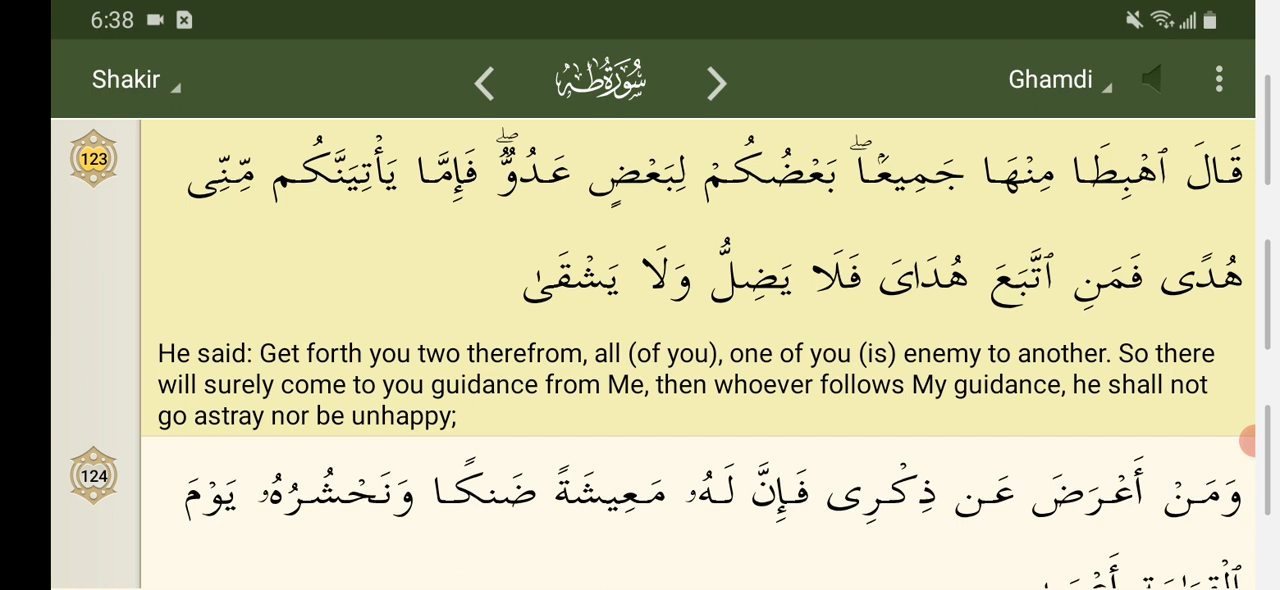 6:38
Shakir
سُورَةُ طه
Ghamdi
123
قَالَ ٱهْبِطَا مِنْهَا جَمِيعًۢا ۖ بَعْضُكُمْ لِبَعْضٍ عَدُوٌّ ۖ فَإِمَّا يَأْتِيَنَّكُم مِّنِّى
هُدًى فَمَنِ ٱتَّبَعَ هُدَاىَ فَلَا يَضِلُّ وَلَا يَشْقَىٰ
He said: Get forth you two therefrom, all (of you), one of you (is) enemy to another. So there
will surely come to you guidance from Me, then whoever follows My guidance, he shall not
go astray nor be unhappy;
124
وَمَنْ أَعْرَضَ عَن ذِكْرِى فَإِنَّ لَهُۥ مَعِيشَةً ضَنكًا وَنَحْشُرُهُۥ يَوْمَ